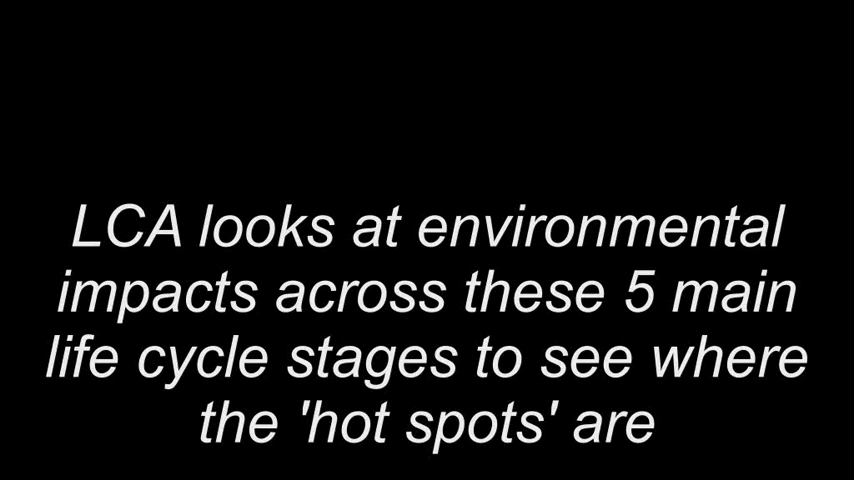 LCA looks at environmental
impacts across these 5 main
life cycle stages to see where
the 'hot spots' are